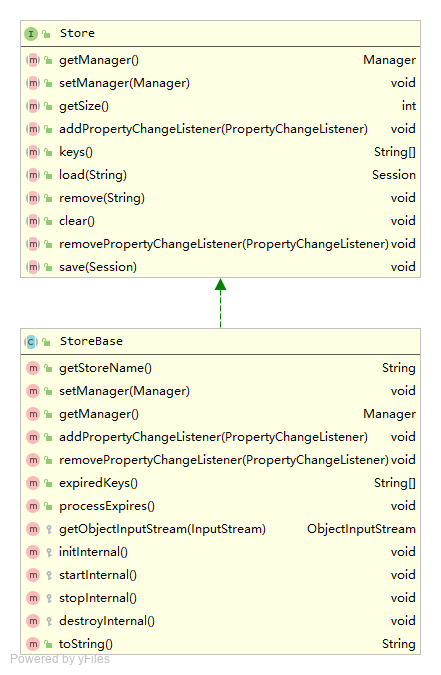 I Store
m getManager() Manager
m setManager(Manager) void
m getSize() int
m addPropertyChangeListener(PropertyChangeListener) void
m keys() String[]
m load(String) Session
m remove(String) void
m clear() void
m removePropertyChangeListener(PropertyChangeListener) void
m save(Session) void
C StoreBase
m getStoreName() String
m setManager(Manager) void
m getManager() Manager
m addPropertyChangeListener(PropertyChangeListener) void
m removePropertyChangeListener(PropertyChangeListener) void
m expiredKeys() String[]
m processExpires() void
m getObjectInputStream(InputStream) ObjectInputStream
m initInternal() void
m startInternal() void
m stopInternal() void
m destroyInternal() void
m toString() String
Powered by yFiles